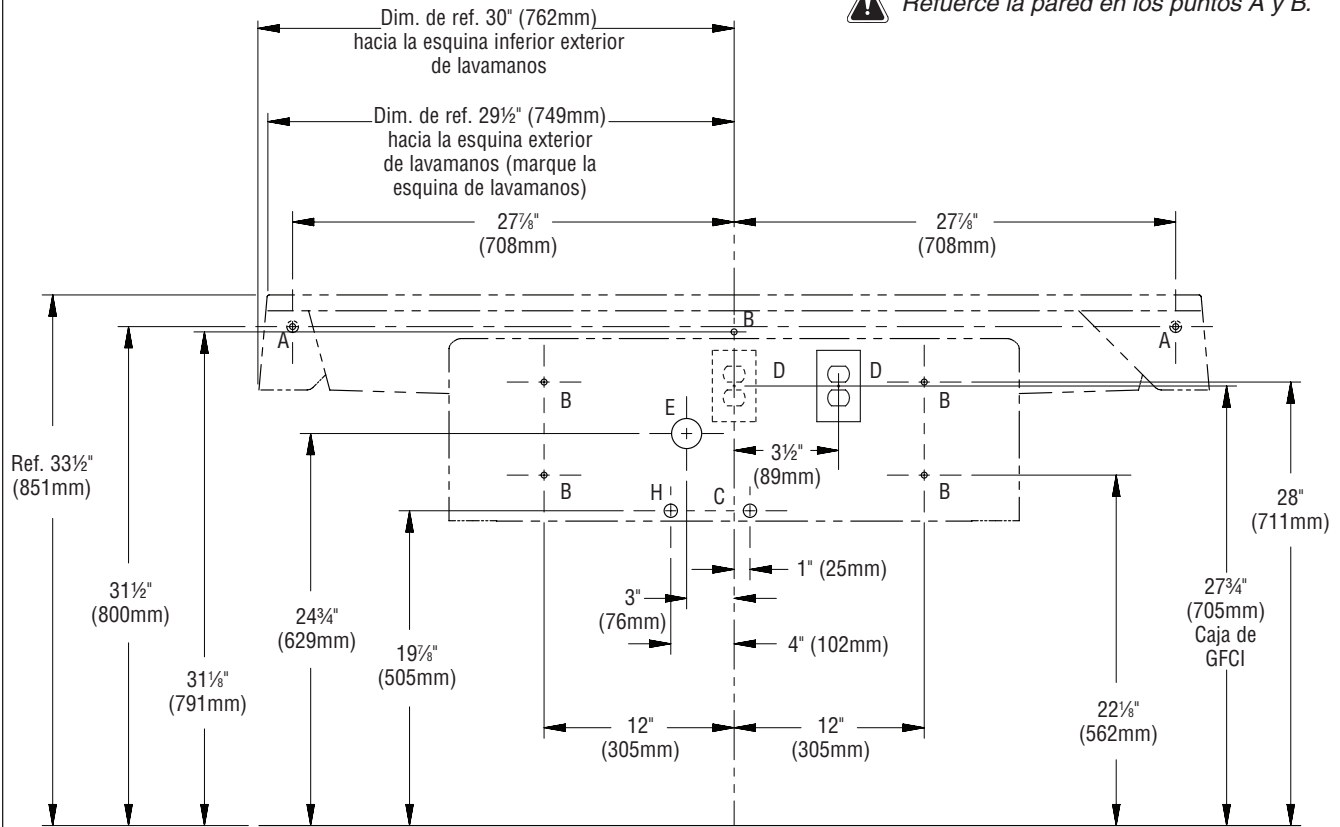 Refuerce la pared en los puntos A y B.
Dim. de ref. 30" (762mm)
hacia la esquina inferior exterior
de lavamanos
Dim. de ref. 29½" (749mm)
hacia la esquina exterior
de lavamanos (marque la
esquina de lavamanos)
27⅞"
(708mm)
27⅞"
(708mm)
A
B
A
D
D
B
B
E
3½"
(89mm)
Ref. 33½"
(851mm)
B
B
H
C
28"
(711mm)
1" (25mm)
31½"
(800mm)
24¾"
(629mm)
3"
(76mm)
27¾"
(705mm)
Caja de
GFCI
4" (102mm)
19⅞"
(505mm)
31⅛"
(791mm)
22⅛"
(562mm)
12"
(305mm)
12"
(305mm)